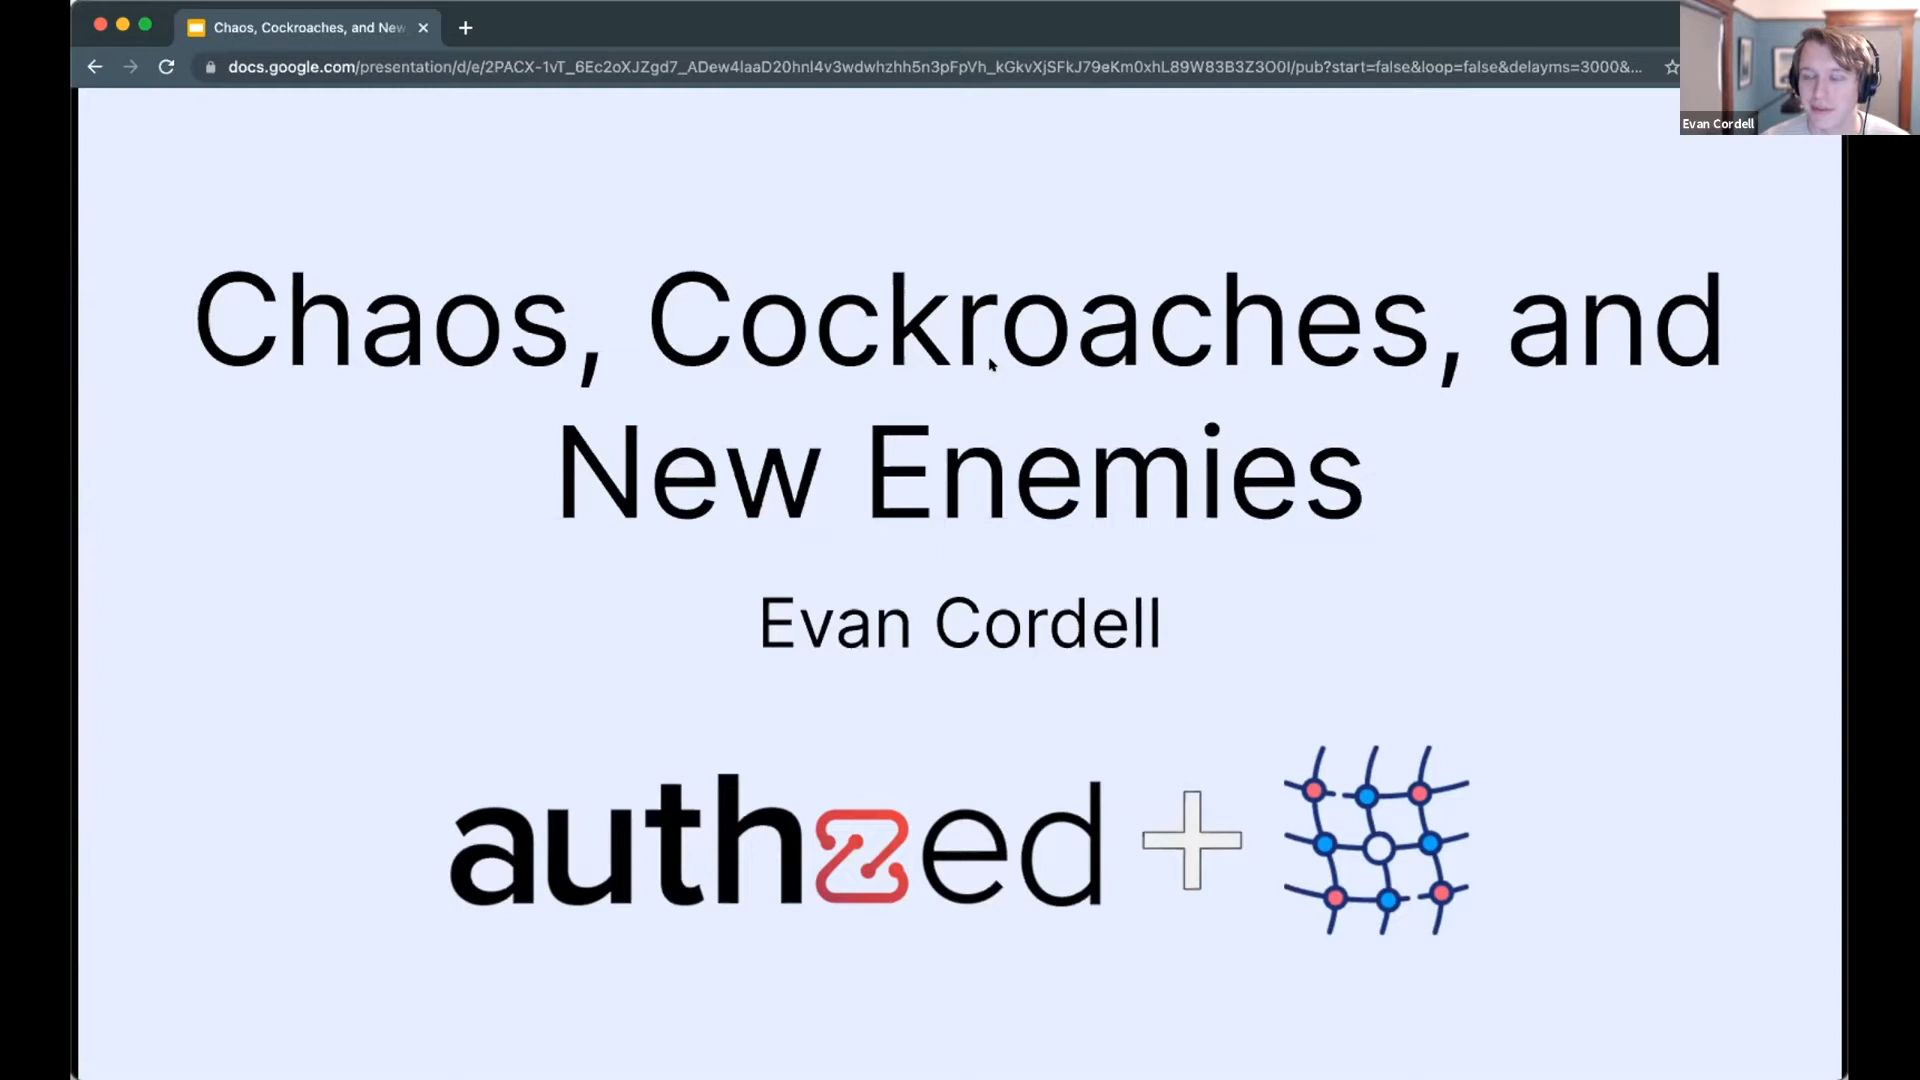 Chaos, Cockroaches, and New
docs.google.com/presentation/d/e/2PACX-1vT_6Ec2oXJZgd7_ADew4laaD20hnl4v3wdwhzhh5n3pFpVh_kGkvXjSFkJ79eKm0xhL89W83B3Z3O0I/pub?start=false&loop=false&delayms=3000&...
Evan Cordell
Chaos, Cockroaches, and
New Enemies
Evan Cordell
authzed